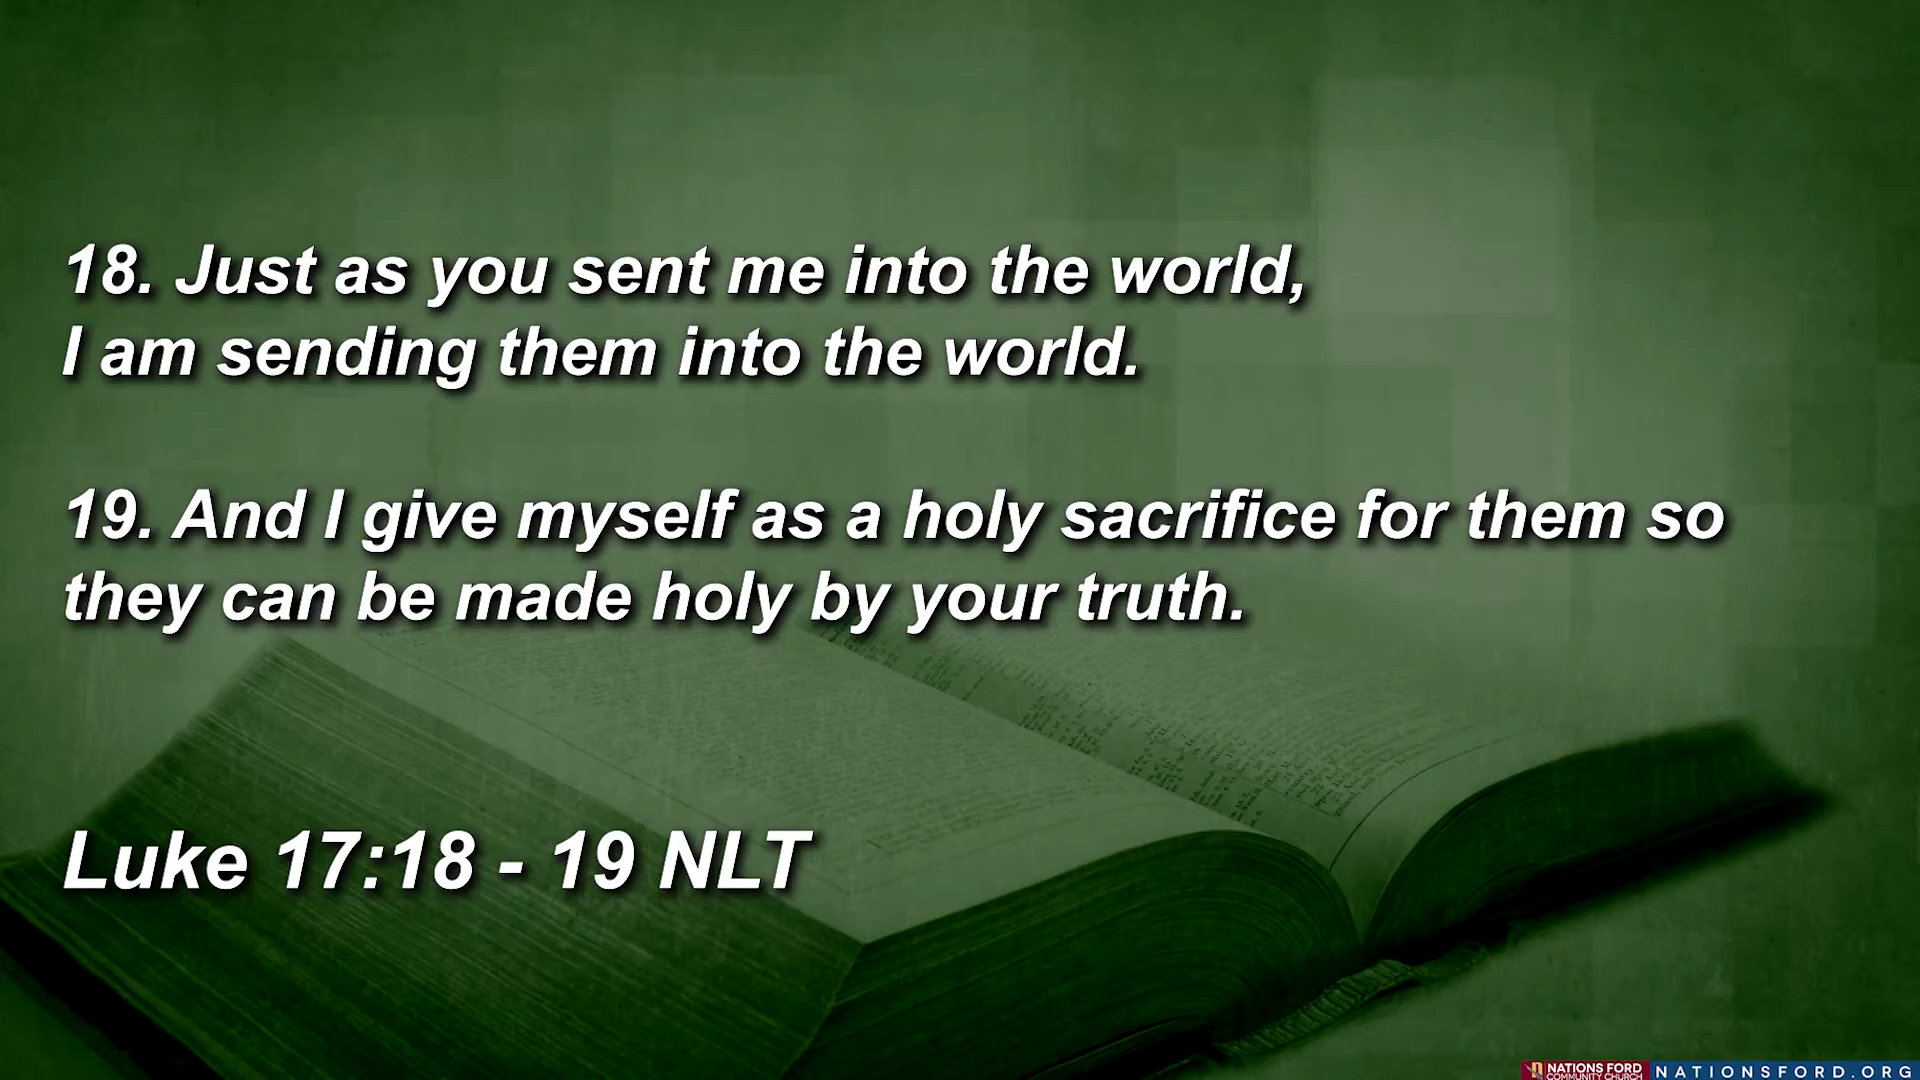 18. Just as you sent me into the world,
I am sending them into the world.
19. And I give myself as a holy sacrifice for them so
they can be made holy by your truth.
Luke 17:18 - 19 NLT
NATIONS FORD
COMMUNITY CHURCH
NATIONSFORD.ORG